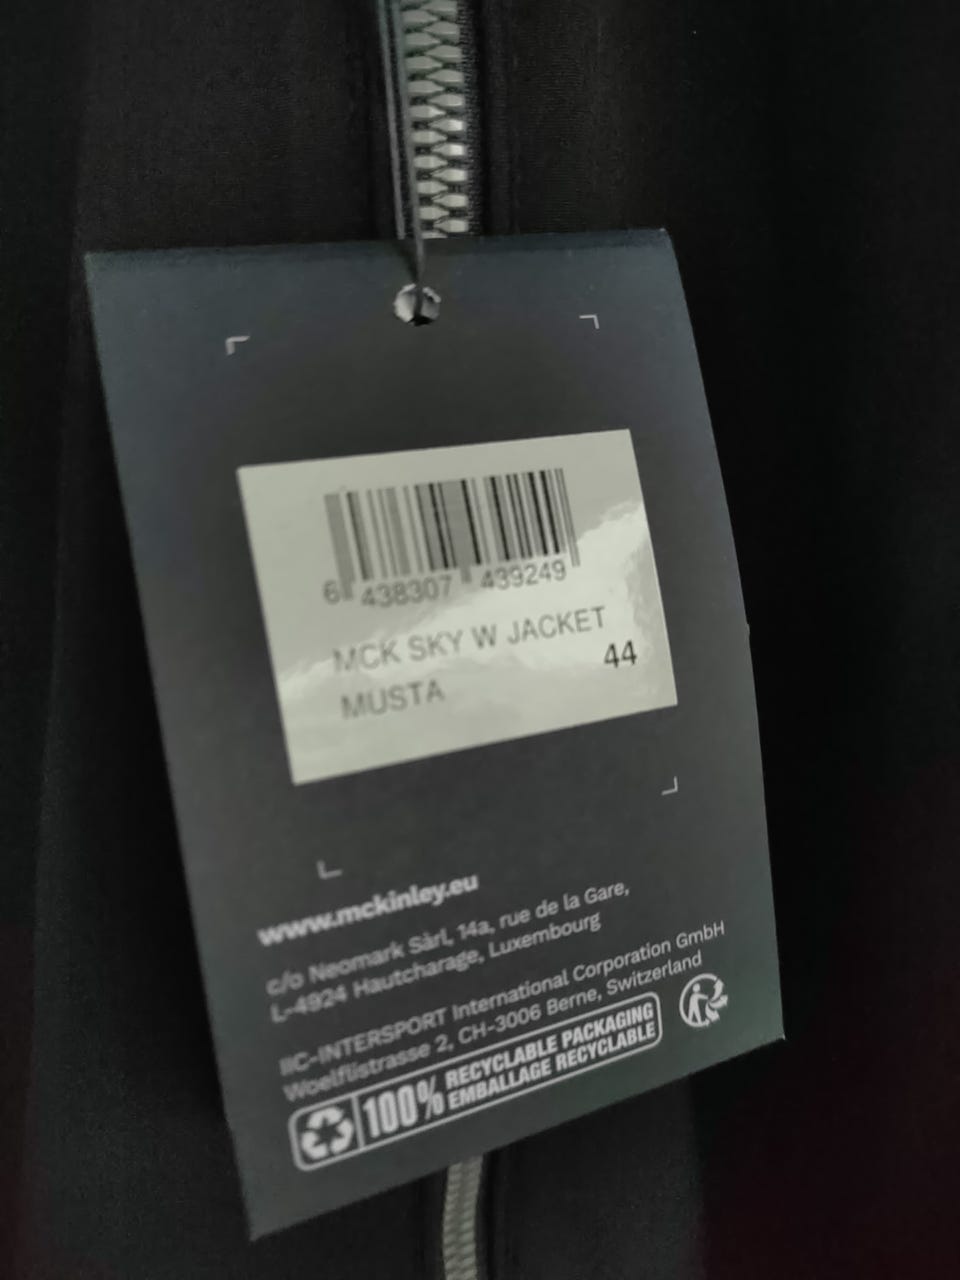 6 438307 439249
MCK SKY W JACKET
44
MUSTA
www.mckinley.eu
c/o Neomark Sàrl, 14a, rue de la Gare,
L-4924 Hautcharage, Luxembourg
IIC-INTERSPORT International Corporation GmbH
Woelflistrasse 2, CH-3006 Berne, Switzerland
100% RECYCLABLE PACKAGING
EMBALLAGE RECYCLABLE